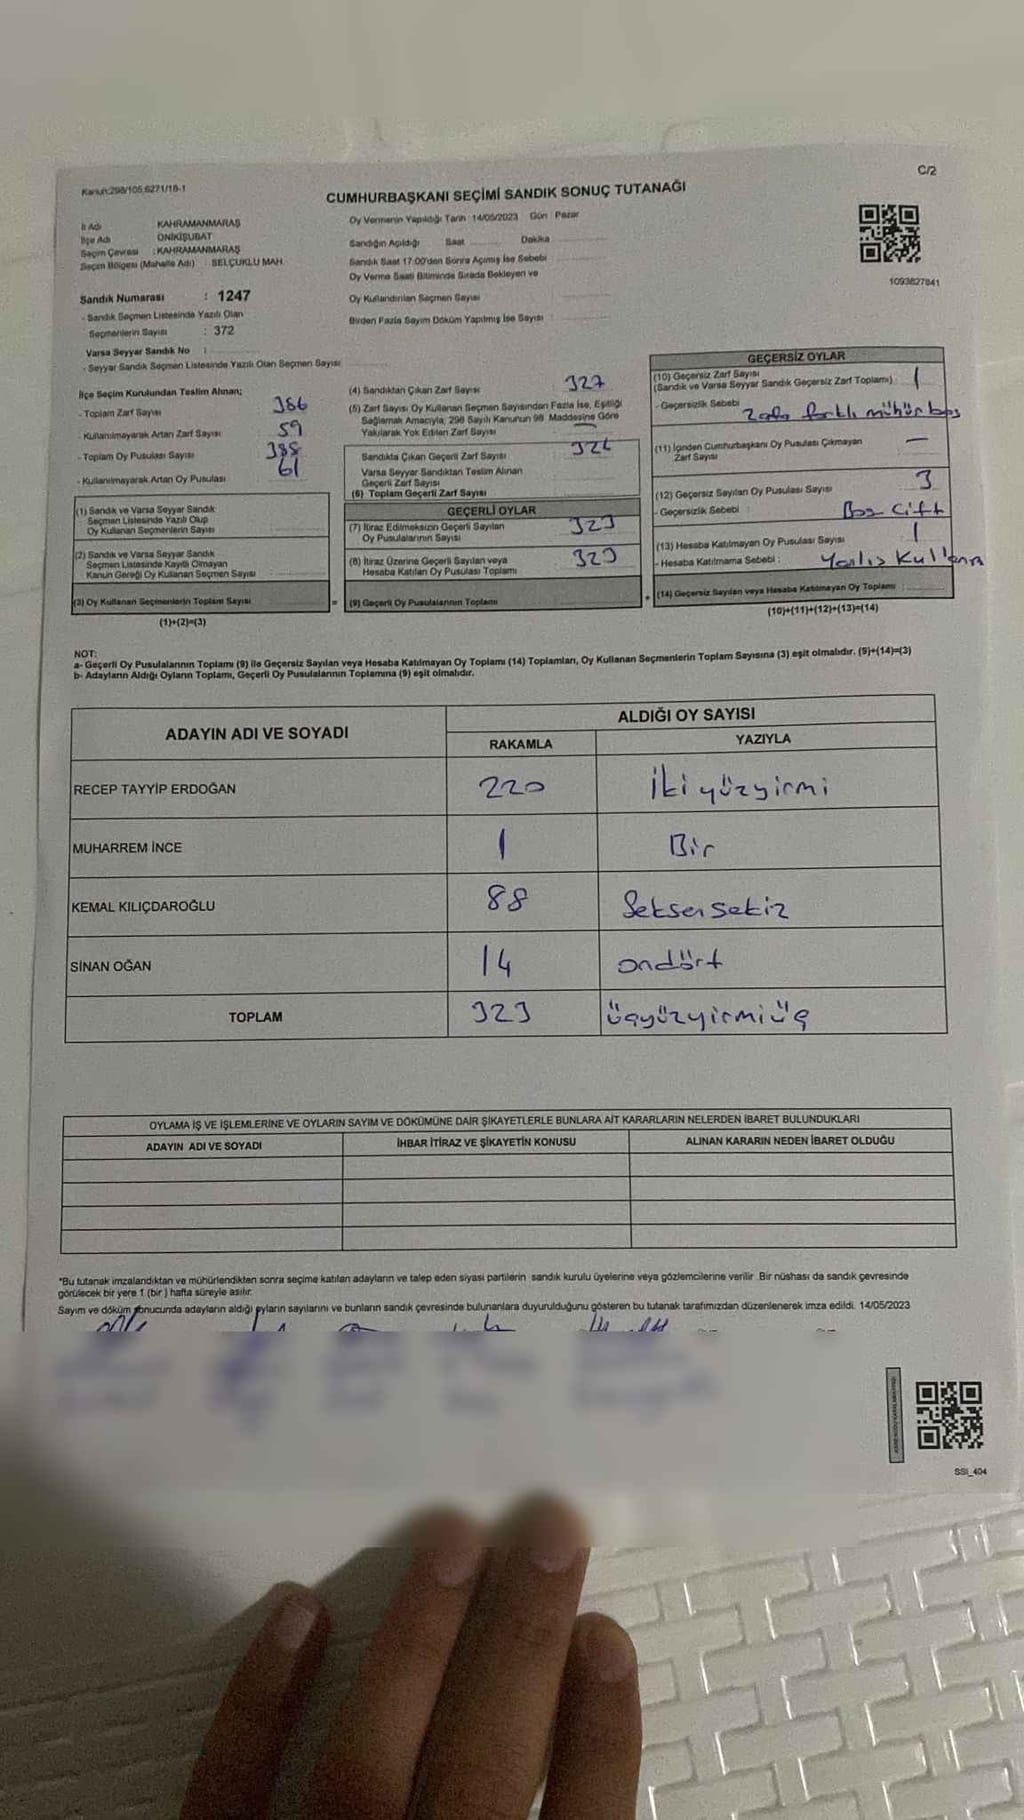 Kanun:298/105,6271/18-1
C/2
CUMHURBAŞKANI SEÇİMİ SANDIK SONUÇ TUTANAĞI
İl Adı KAHRAMANMARAŞ
İlçe Adı ONİKİŞUBAT
Seçim Çevresi : KAHRAMANMARAŞ
Seçim Bölgesi (Mahalle Adı) : SELÇUKLU MAH.
Sandık Numarası : 1247
- Sandık Seçmen Listesinde Yazılı Olan
Seçmenlerin Sayısı : 372
Varsa Seyyar Sandık No :
- Seyyar Sandık Seçmen Listesinde Yazılı Olan Seçmen Sayısı
Oy Vermenin Yapıldığı Tarih 14/05/2023 Gün Pazar
Sandığın Açıldığı Saat Dakika
Sandık Saat 17:00'den Sonra Açımış İse Sebebi
Oy Verme Saati Bitiminde Sırada Bekleyen ve
Oy Kullandırılan Seçmen Sayısı
Birden Fazla Sayım Döküm Yapılmış İse Sayısı :
1093827841
İlçe Seçim Kurulundan Teslim Alınan;
- Toplam Zarf Sayısı 386
- Kullanılmayarak Artan Zarf Sayısı 59
- Toplam Oy Pusulası Sayısı 388
- Kullanılmayarak Artan Oy Pusulası 61
(1) Sandık ve Varsa Seyyar Sandık
Seçmen Listesinde Yazılı Olup
Oy Kullanan Seçmenlerin Sayısı
(2) Sandık ve Varsa Seyyar Sandık
Seçmen Listesinde Kayıtlı Olmayan
Kanun Gereği Oy Kullanan Seçmen Sayısı
(3) Oy Kullanan Seçmenlerin Toplam Sayısı
(1)+(2)=(3)
(4) Sandıktan Çıkan Zarf Sayısı 327
(5) Zarf Sayısı Oy Kullanan Seçmen Sayısından Fazla İse, Eşitliği
Sağlamak Amacıyla, 298 Sayılı Kanunun 98. Maddesine Göre
Yakılarak Yok Edilen Zarf Sayısı —
Sandıkta Çıkan Geçerli Zarf Sayısı 326
Varsa Seyyar Sandıktan Teslim Alınan
Geçerli Zarf Sayısı
(6) Toplam Geçerli Zarf Sayısı
GEÇERLİ OYLAR
(7) İtiraz Edilmeksizin Geçerli Sayılan
Oy Pusulalarının Sayısı 323
(8) İtiraz Üzerine Geçerli Sayılan veya
Hesaba Katılan Oy Pusulası Toplamı 323
= (9) Geçerli Oy Pusulalarının Toplamı
GEÇERSİZ OYLAR
(10) Geçersiz Zarf Sayısı
(Sandık ve Varsa Seyyar Sandık Geçersiz Zarf Toplamı) 1
- Geçersizlik Sebebi farklı mühür
(11) İçinden Cumhurbaşkanı Oy Pusulası Çıkmayan
Zarf Sayısı —
(12) Geçersiz Sayılan Oy Pusulası Sayısı 3
- Geçersizlik Sebebi : Boş Çift
(13) Hesaba Katılmayan Oy Pusulası Sayısı 1
- Hesaba Katılmama Sebebi : Yanlış Kullanım
+ (14) Geçersiz Sayılan veya Hesaba Katılmayan Oy Toplamı :
(10)+(11)+(12)+(13)=(14)
NOT:
a- Geçerli Oy Pusulalarının Toplamı (9) ile Geçersiz Sayılan veya Hesaba Katılmayan Oy Toplamı (14) Toplamları, Oy Kullanan Seçmenlerin Toplam Sayısına (3) eşit olmalıdır. (9)+(14)=(3)
b- Adayların Aldığı Oyların Toplamı, Geçerli Oy Pusulalarının Toplamına (9) eşit olmalıdır.
ADAYIN ADI VE SOYADI ALDIĞI OY SAYISI
RAKAMLA YAZIYLA
RECEP TAYYİP ERDOĞAN 220 İkiyüzyirmi
MUHARREM İNCE 1 Bir
KEMAL KILIÇDAROĞLU 88 Seksensekiz
SİNAN OĞAN 14 ondört
TOPLAM 323 üçyüzyirmiüç
OYLAMA İŞ VE İŞLEMLERİNE VE OYLARIN SAYIM VE DÖKÜMÜNE DAİR ŞİKAYETLERLE BUNLARA AİT KARARLARIN NELERDEN İBARET BULUNDUKLARI
ADAYIN ADI VE SOYADI İHBAR İTİRAZ VE ŞİKAYETİN KONUSU ALINAN KARARIN NEDEN İBARET OLDUĞU
*Bu tutanak imzalandıktan ve mühürlendikten sonra seçime katılan adayların ve talep eden siyasi partilerin sandık kurulu üyelerine veya gözlemcilerine verilir. Bir nüshası da sandık çevresinde
görülecek bir yere 1 (bir) hafta süreyle asılır.
Sayım ve döküm sonucunda adayların aldığı oyların sayılarını ve bunların sandık çevresinde bulunanlara duyurulduğunu gösteren bu tutanak tarafımızdan düzenlenerek imza edildi. 14/05/2023
SSI_404